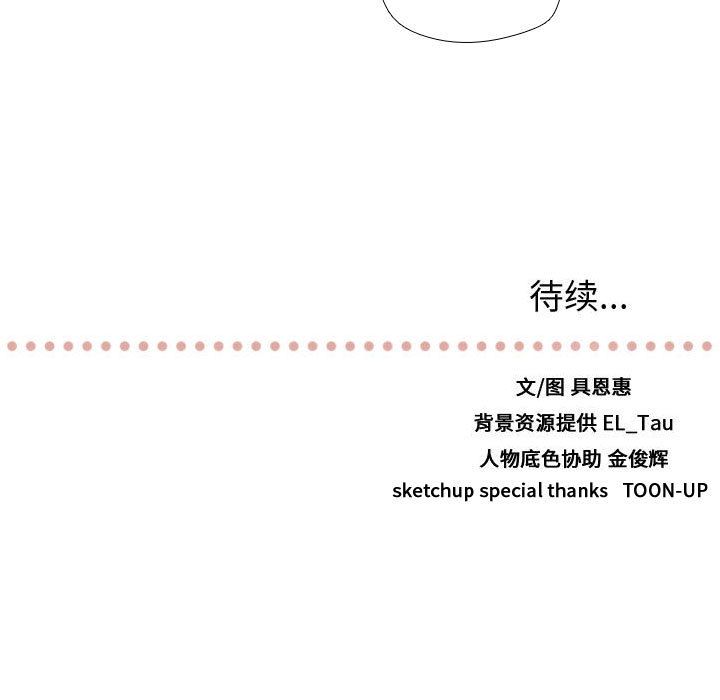 待续...
文/图 具恩惠
背景资源提供 EL_Tau
人物底色协助 金俊辉
sketchup special thanks TOON-UP